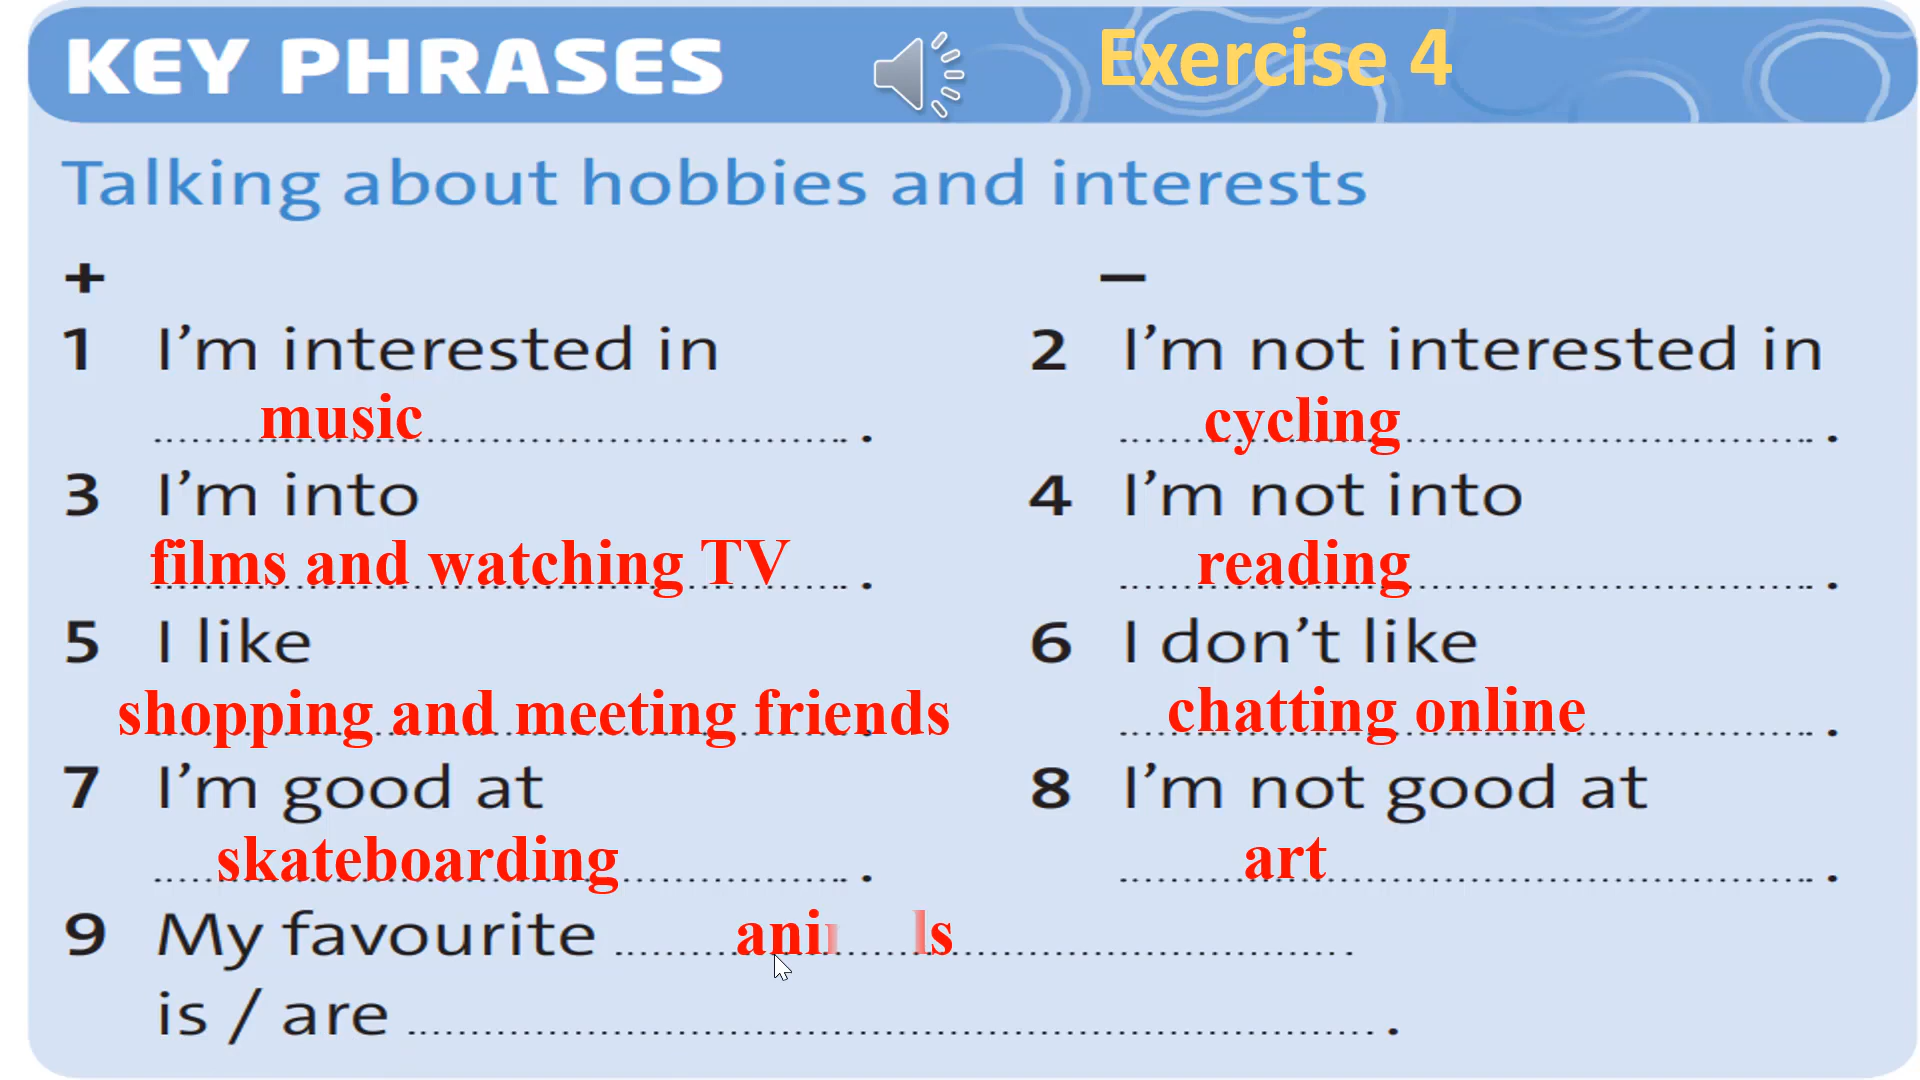 KEY PHRASES
Exercise 4
Talking about hobbies and interests
+
–
1 I'm interested in
music .
2 I'm not interested in
cycling .
3 I'm into
films and watching TV .
4 I'm not into
reading .
5 I like
shopping and meeting friends .
6 I don't like
chatting online .
7 I'm good at
skateboarding .
8 I'm not good at
art .
9 My favourite
is / are .